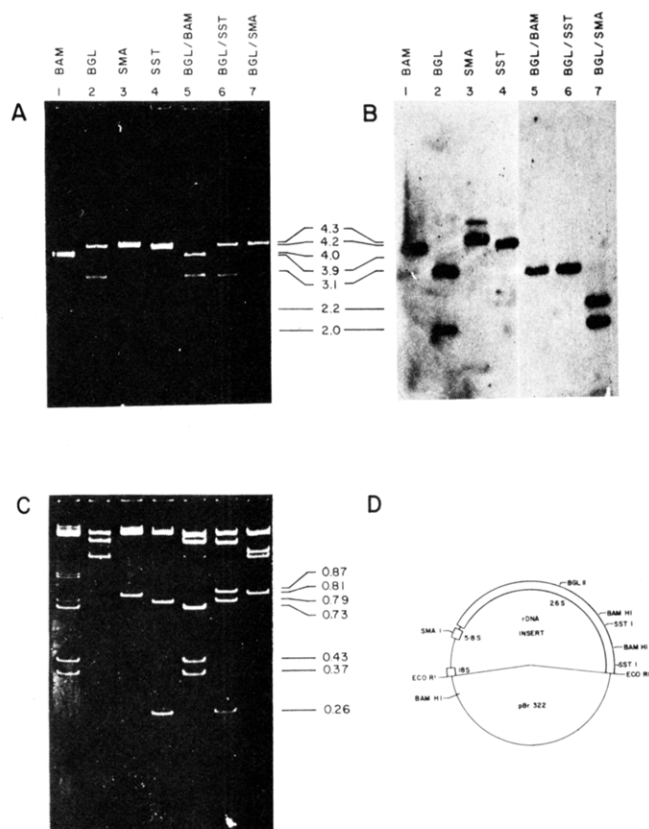 BAM
BGL
SMA
SST
BGL/BAM
BGL/SST
BGL/SMA
1 2 3 4 5 6 7
A
BAM
BGL
SMA
SST
BGL/BAM
BGL/SST
BGL/SMA
1 2 3 4 5 6 7
B
4.3
4.2
4.0
3.9
3.1
2.2
2.0
C
0.87
0.81
0.79
0.73
0.43
0.37
0.26
D
BGL II
26 S
BAM HI
SST I
rDNA
INSERT
SMA I
5·8S
BAM HI
18S
SST I
ECO RI
ECO RI
BAM HI
pBr 322